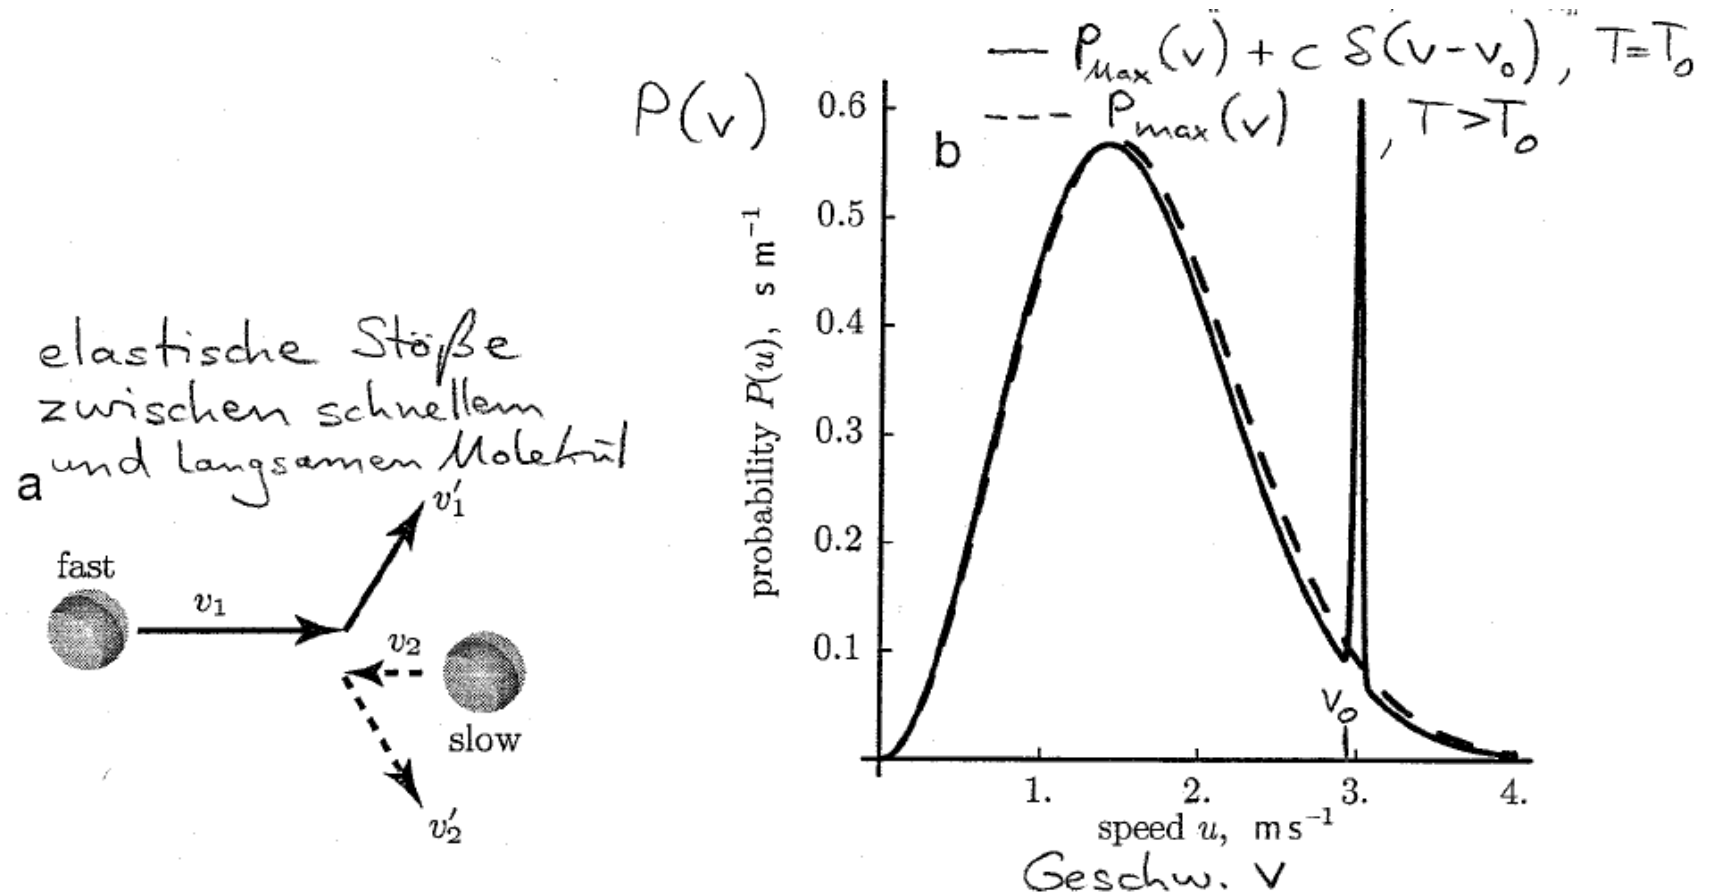 elastische Stöße
zwischen schnellem
und langsamen Molekül
a
fast
v₁
v₁′
v₂
slow
v₂′
— P_Max(v) + c δ(v-v₀), T=T₀
--- P_max(v), T>T₀
P(v)
b
probability P(u), s m⁻¹
0.6
0.5
0.4
0.3
0.2
0.1
v₀
1. 2. 3. 4.
speed u, m s⁻¹
Geschw. v